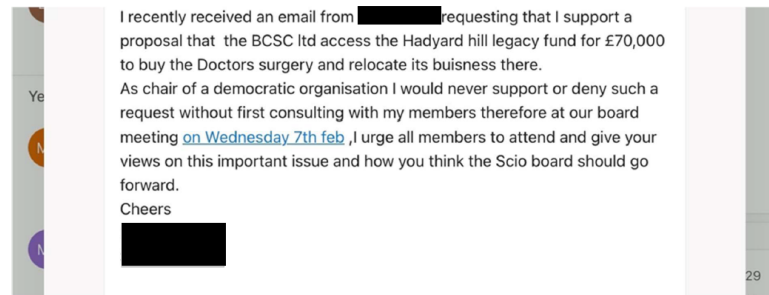 I recently received an email from requesting that I support a
proposal that the BCSC ltd access the Hadyard hill legacy fund for £70,000
to buy the Doctors surgery and relocate its buisness there.
As chair of a democratic organisation I would never support or deny such a
request without first consulting with my members therefore at our board
Ye
meeting on Wednesday 7th feb ,I urge all members to attend and give your
views on this important issue and how you think the Scio board should go
forward.
Cheers
29